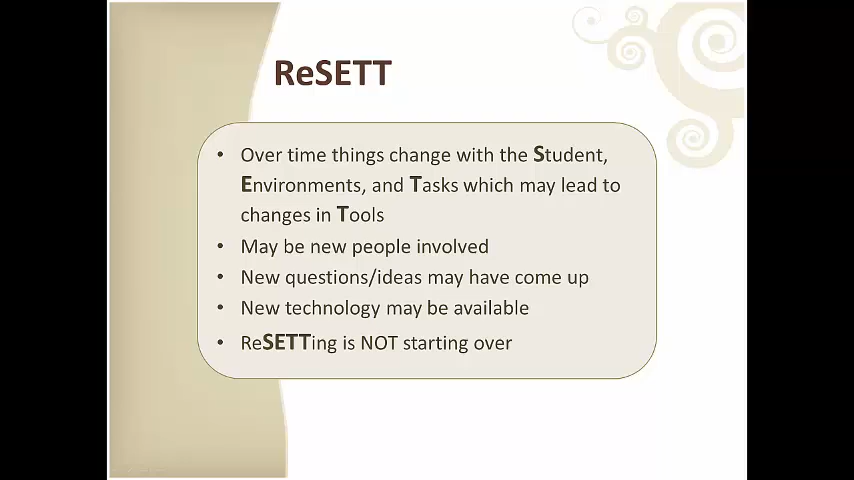 ReSETT
• Over time things change with the Student,
Environments, and Tasks which may lead to
changes in Tools
• May be new people involved
• New questions/ideas may have come up
• New technology may be available
• ReSETTing is NOT starting over